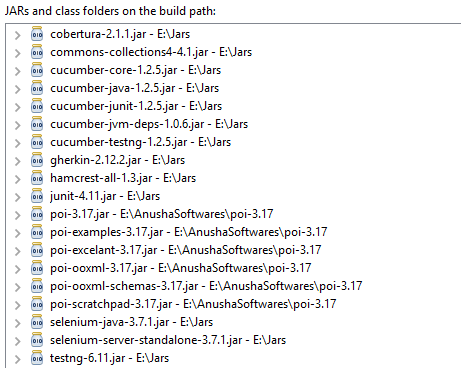 JARs and class folders on the build path:
cobertura-2.1.1.jar - E:\Jars
commons-collections4-4.1.jar - E:\Jars
cucumber-core-1.2.5.jar - E:\Jars
cucumber-java-1.2.5.jar - E:\Jars
cucumber-junit-1.2.5.jar - E:\Jars
cucumber-jvm-deps-1.0.6.jar - E:\Jars
cucumber-testng-1.2.5.jar - E:\Jars
gherkin-2.12.2.jar - E:\Jars
hamcrest-all-1.3.jar - E:\Jars
junit-4.11.jar - E:\Jars
poi-3.17.jar - E:\AnushaSoftwares\poi-3.17
poi-examples-3.17.jar - E:\AnushaSoftwares\poi-3.17
poi-excelant-3.17.jar - E:\AnushaSoftwares\poi-3.17
poi-ooxml-3.17.jar - E:\AnushaSoftwares\poi-3.17
poi-ooxml-schemas-3.17.jar - E:\AnushaSoftwares\poi-3.17
poi-scratchpad-3.17.jar - E:\AnushaSoftwares\poi-3.17
selenium-java-3.7.1.jar - E:\Jars
selenium-server-standalone-3.7.1.jar - E:\Jars
testng-6.11.jar - E:\Jars